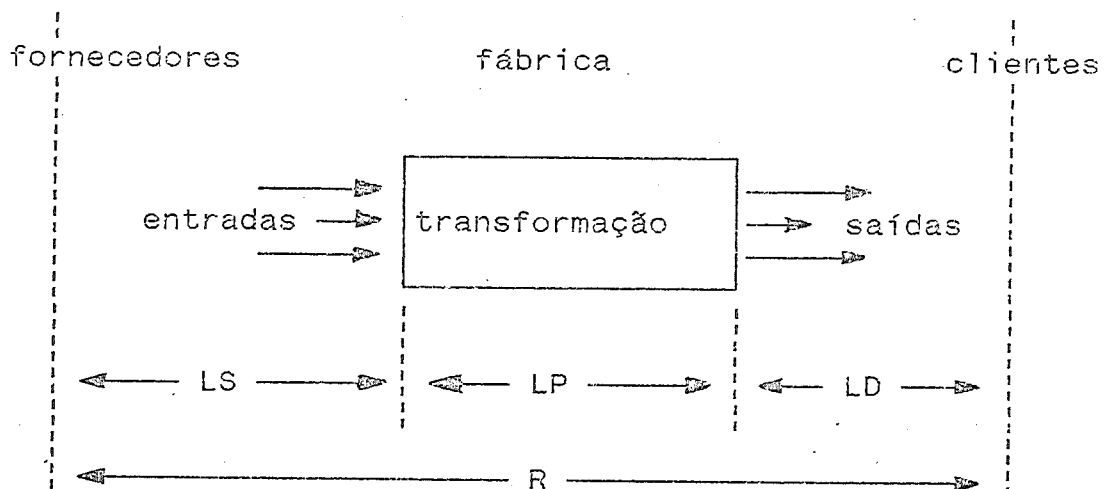 fornecedores fábrica clientes
entradas transformação saídas
LS LP LD
R